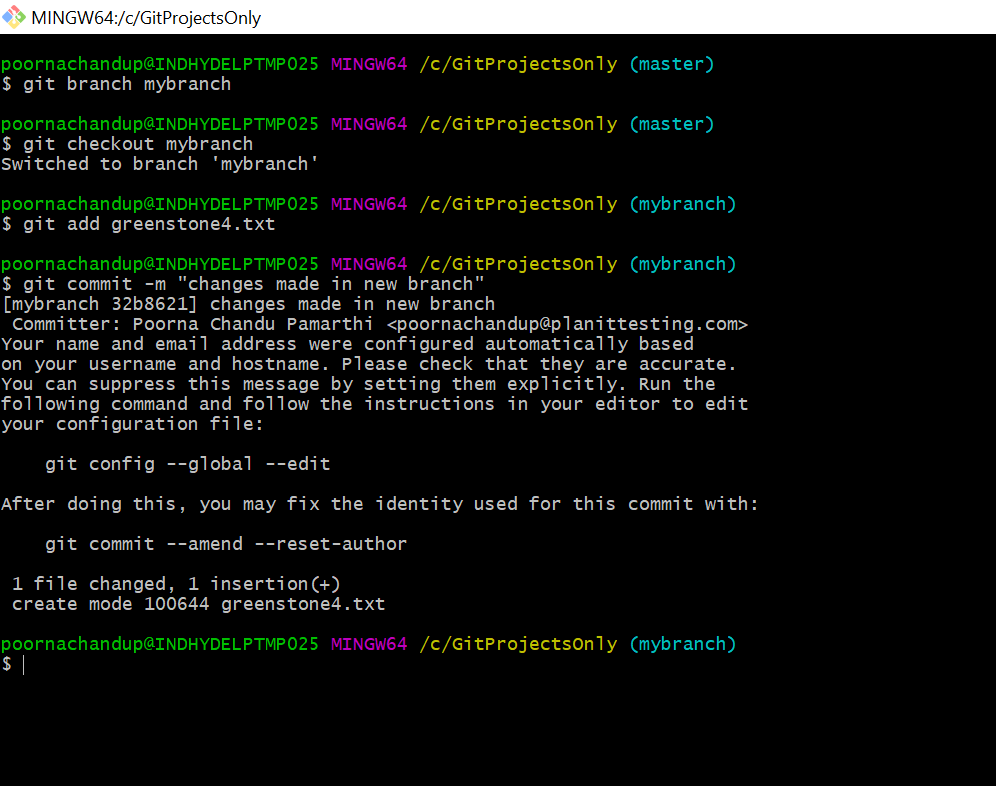 MINGW64:/c/GitProjectsOnly
poornachandup@INDHYDELPTMP025 MINGW64 /c/GitProjectsOnly (master)
$ git branch mybranch
poornachandup@INDHYDELPTMP025 MINGW64 /c/GitProjectsOnly (master)
$ git checkout mybranch
Switched to branch 'mybranch'
poornachandup@INDHYDELPTMP025 MINGW64 /c/GitProjectsOnly (mybranch)
$ git add greenstone4.txt
poornachandup@INDHYDELPTMP025 MINGW64 /c/GitProjectsOnly (mybranch)
$ git commit -m "changes made in new branch"
[mybranch 32b8621] changes made in new branch
Committer: Poorna Chandu Pamarthi <poornachandup@planittesting.com>
Your name and email address were configured automatically based
on your username and hostname. Please check that they are accurate.
You can suppress this message by setting them explicitly. Run the
following command and follow the instructions in your editor to edit
your configuration file:
git config --global --edit
After doing this, you may fix the identity used for this commit with:
git commit --amend --reset-author
1 file changed, 1 insertion(+)
create mode 100644 greenstone4.txt
poornachandup@INDHYDELPTMP025 MINGW64 /c/GitProjectsOnly (mybranch)
$